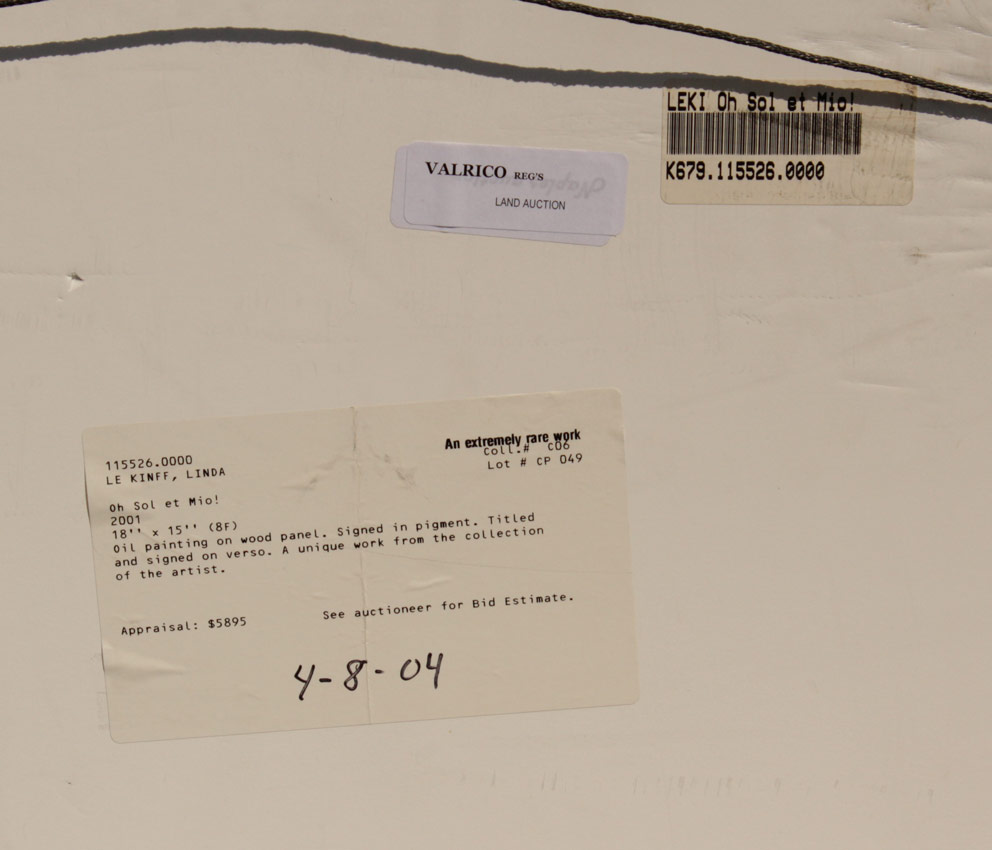 LEKI Oh Sol et Mio!
K679.115526.0000
VALRICO REG'S
LAND AUCTION
115526.0000
LE KINFF, LINDA
An extremely rare work
Coll.# C06
Lot # CP 049
Oh Sol et Mio!
2001
18'' x 15'' (8F)
Oil painting on wood panel. Signed in pigment. Titled
and signed on verso. A unique work from the collection
of the artist.
Appraisal: $5895
See auctioneer for Bid Estimate.
4-8-04